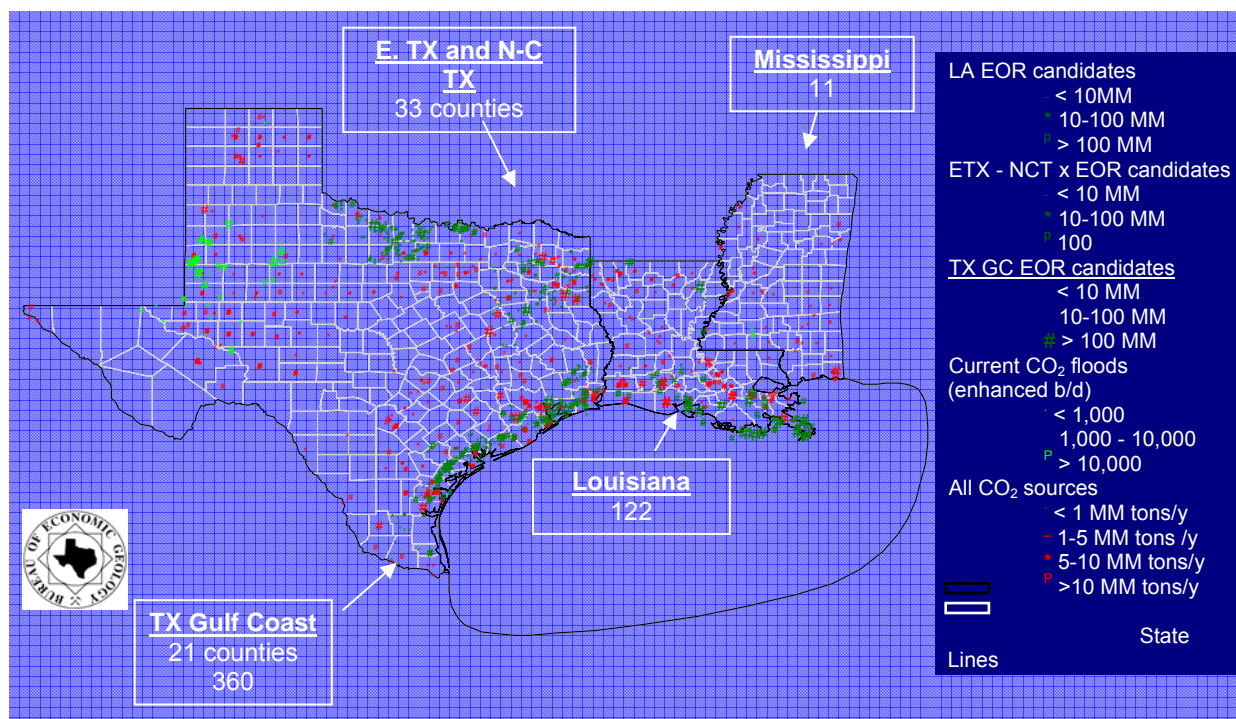 E. TX and N-C
TX
33 counties
Mississippi
11
LA EOR candidates
- < 10MM
* 10-100 MM
p > 100 MM
ETX - NCT x EOR candidates
- < 10 MM
* 10-100 MM
p 100
TX GC EOR candidates
< 10 MM
10-100 MM
# > 100 MM
Current CO₂ floods
(enhanced b/d)
· < 1,000
1,000 - 10,000
P > 10,000
All CO₂ sources
· < 1 MM tons/y
– 1-5 MM tons /y
* 5-10 MM tons/y
P >10 MM tons/y
State
Lines
Louisiana
122
TX Gulf Coast
21 counties
360
BUREAU OF ECONOMIC GEOLOGY